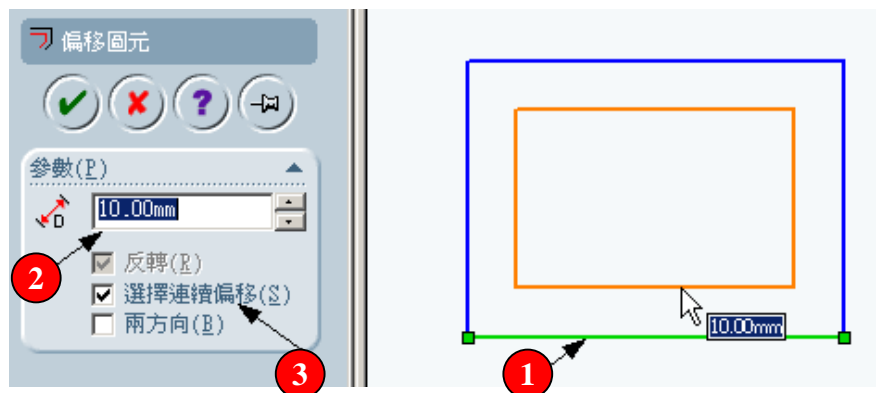 偏移圖元
?
參數(P)
D
10.00mm
反轉(R)
選擇連續偏移(S)
兩方向(B)
2
3
10.00mm
1